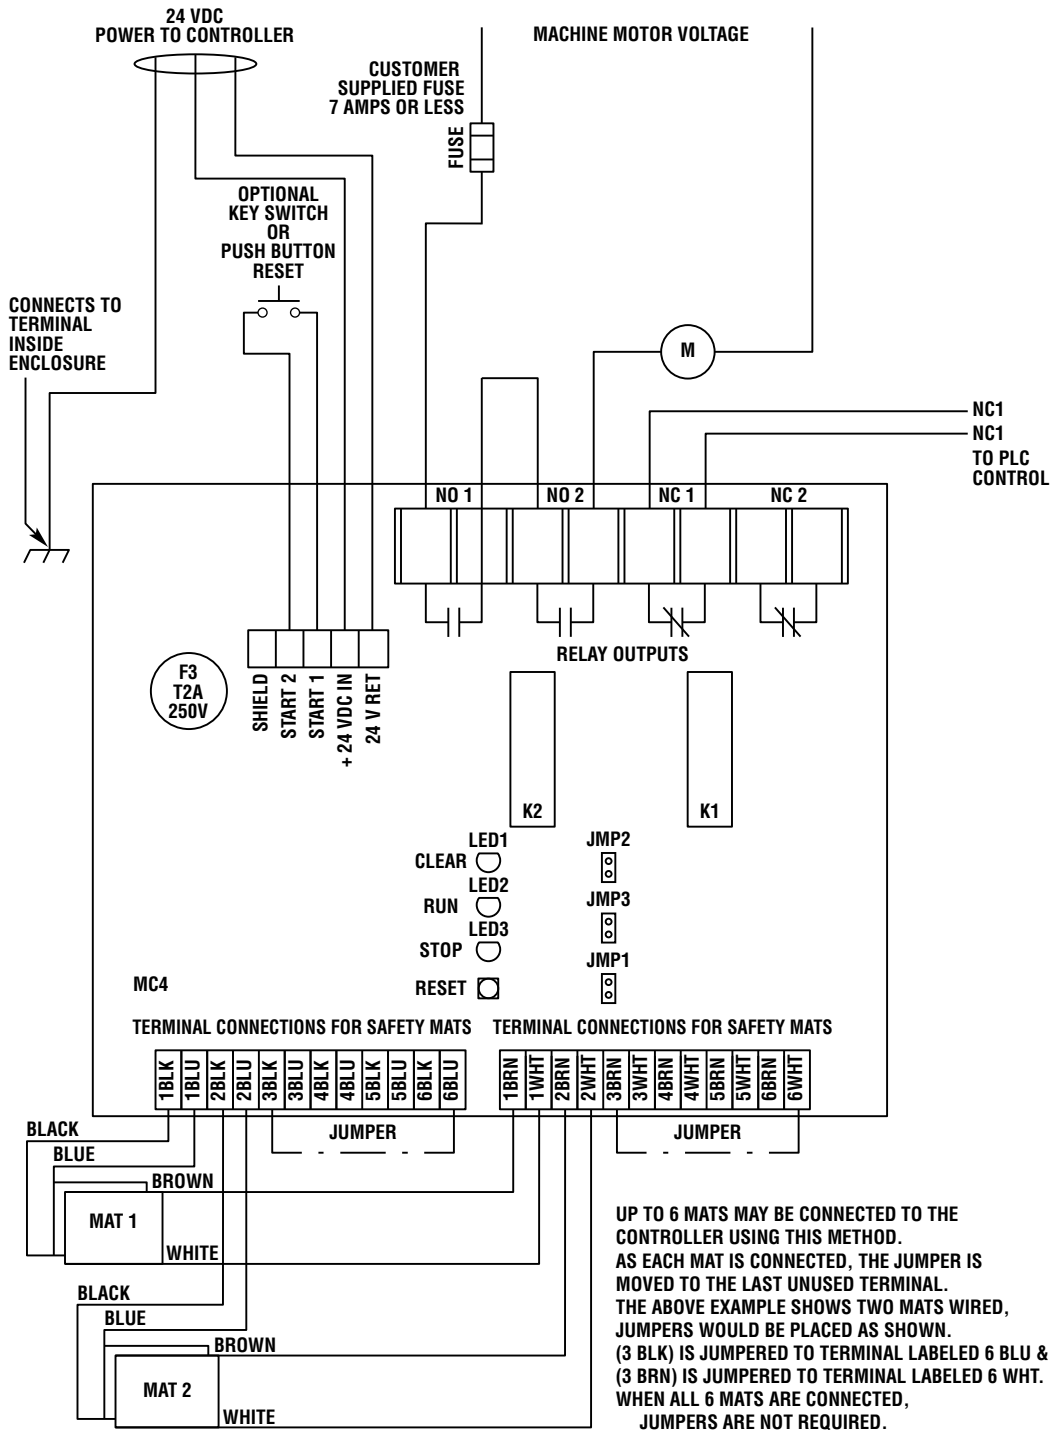 24 VDC
POWER TO CONTROLLER
MACHINE MOTOR VOLTAGE
CUSTOMER
SUPPLIED FUSE
7 AMPS OR LESS
FUSE
OPTIONAL
KEY SWITCH
OR
PUSH BUTTON
RESET
CONNECTS TO
TERMINAL
INSIDE
ENCLOSURE
M
NC1
NC1
TO PLC
CONTROL
NO 1
NO 2
NC 1
NC 2
RELAY OUTPUTS
F3
T2A
250V
SHIELD
START 2
START 1
+ 24 VDC IN
24 V RET
K2
K1
LED1
CLEAR
LED2
RUN
LED3
STOP
RESET
JMP2
JMP3
JMP1
MC4
TERMINAL CONNECTIONS FOR SAFETY MATS
TERMINAL CONNECTIONS FOR SAFETY MATS
1BLK
1BLU
2BLK
2BLU
3BLK
3BLU
4BLK
4BLU
5BLK
5BLU
6BLK
6BLU
1BRN
1WHT
2BRN
2WHT
3BRN
3WHT
4BRN
4WHT
5BRN
5WHT
6BRN
6WHT
JUMPER
JUMPER
BLACK
BLUE
BROWN
MAT 1
WHITE
BLACK
BLUE
BROWN
MAT 2
WHITE
UP TO 6 MATS MAY BE CONNECTED TO THE
CONTROLLER USING THIS METHOD.
AS EACH MAT IS CONNECTED, THE JUMPER IS
MOVED TO THE LAST UNUSED TERMINAL.
THE ABOVE EXAMPLE SHOWS TWO MATS WIRED,
JUMPERS WOULD BE PLACED AS SHOWN.
(3 BLK) IS JUMPERED TO TERMINAL LABELED 6 BLU &
(3 BRN) IS JUMPERED TO TERMINAL LABELED 6 WHT.
WHEN ALL 6 MATS ARE CONNECTED,
JUMPERS ARE NOT REQUIRED.